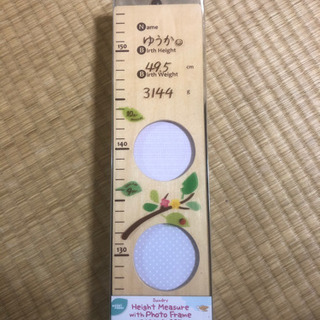 Name
ゆうか
Birth Height
150
49.5 cm
Birth Weight
3144 g
140
130
Height Measure
with Photo Frame